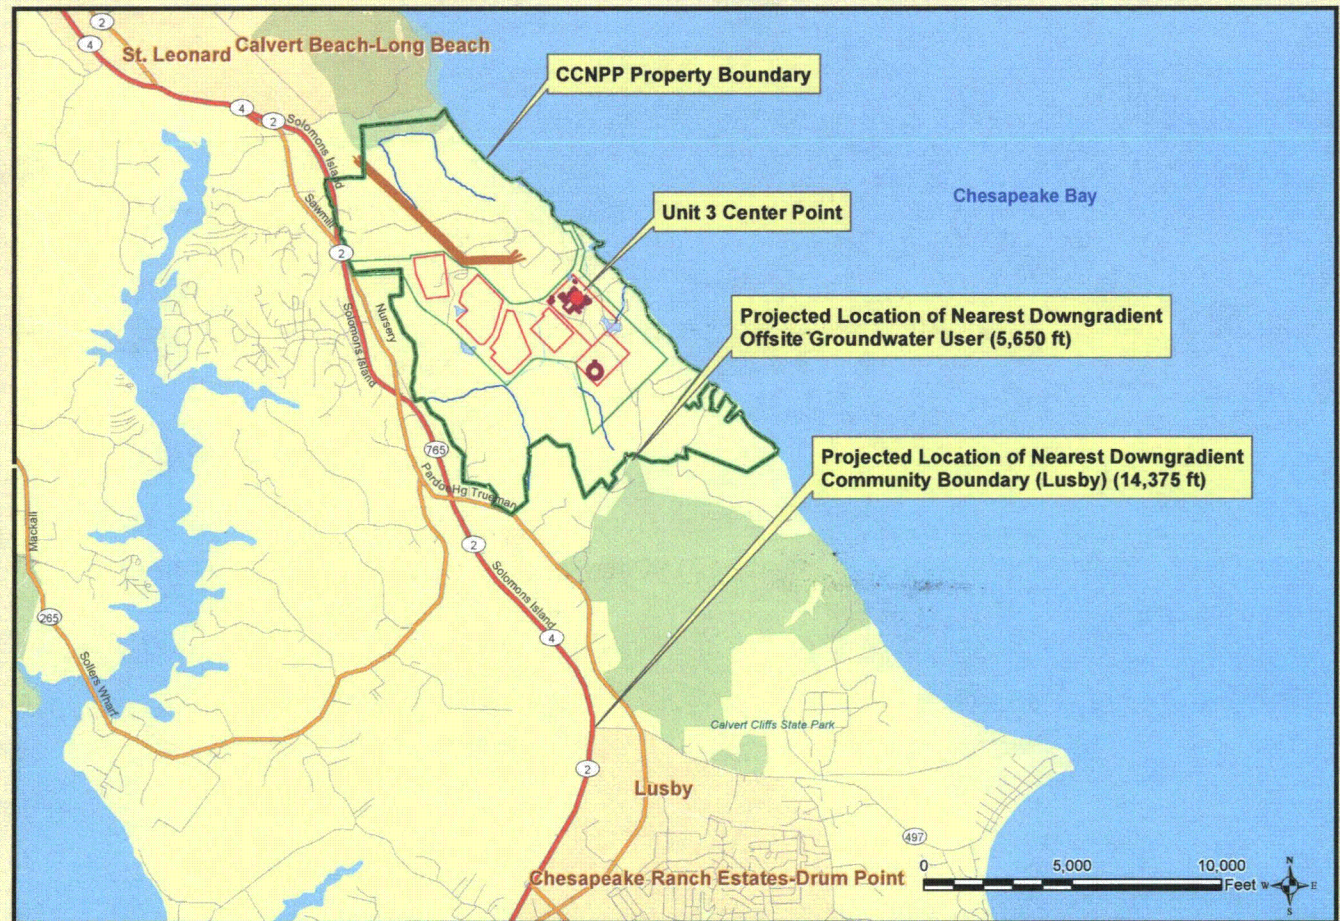 2
4
St. Leonard
Calvert Beach-Long Beach
CCNPP Property Boundary
4
2
Solomons Island
Sawmill
Unit 3 Center Point
Chesapeake Bay
2
Solomons Island
Nursery
Projected Location of Nearest Downgradient
Offsite Groundwater User (5,650 ft)
765
Pardoe
Hg Trueman
Projected Location of Nearest Downgradient
Community Boundary (Lusby) (14,375 ft)
Mackall
2
Solomons Island
265
4
Sollers Wharf
Calvert Cliffs State Park
2
Lusby
497
Chesapeake Ranch Estates-Drum Point
0 5,000 10,000
Feet
N
W E
S